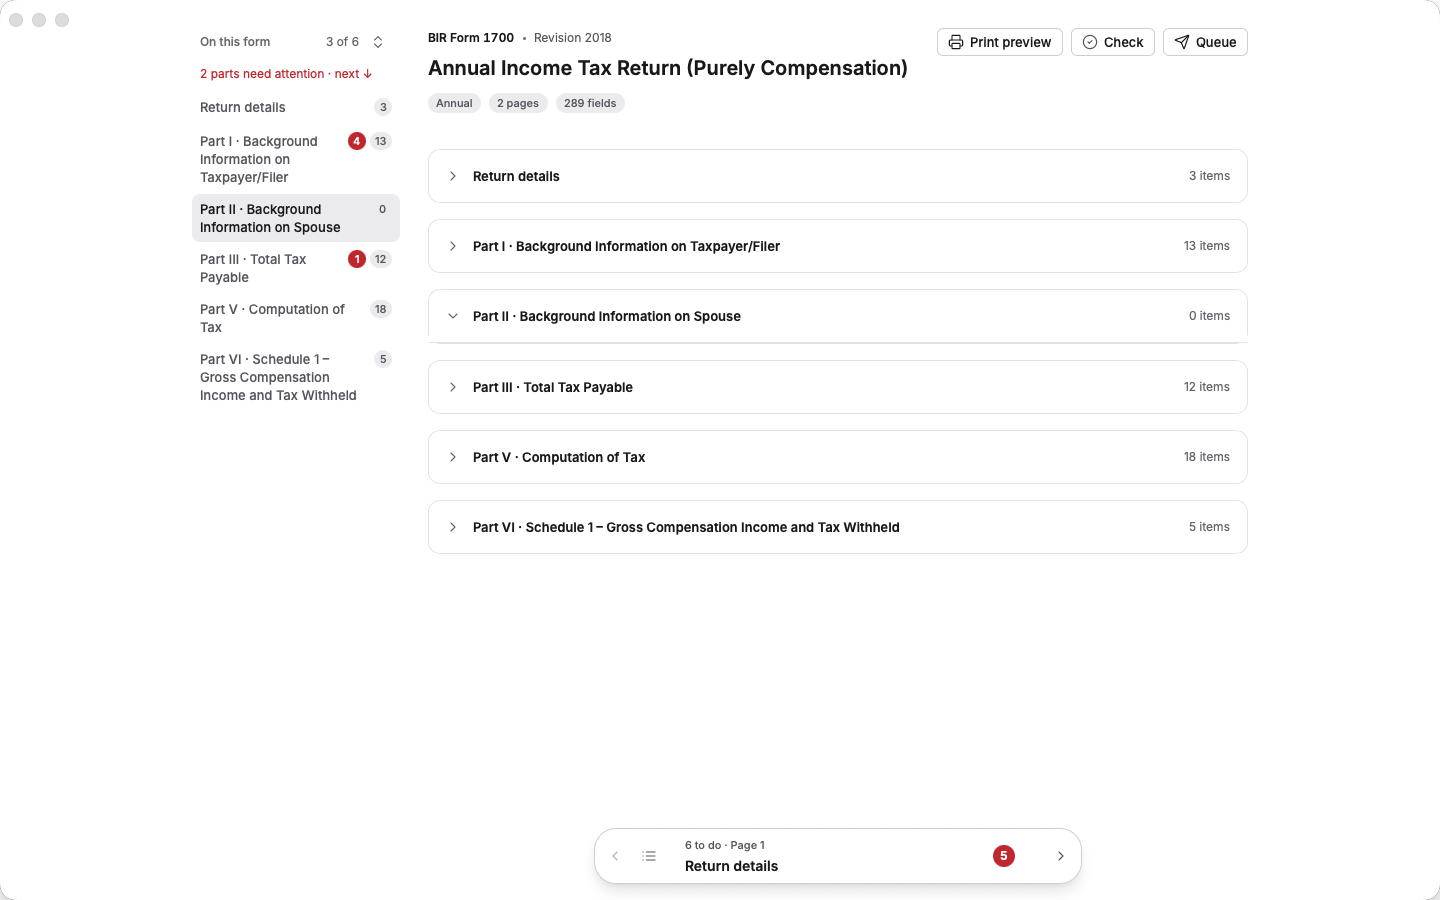 On this form
3 of 6
2 parts need attention · next ↓
Return details
3
Part I · Background
Information on
Taxpayer/Filer
4
13
Part II · Background
Information on Spouse
0
Part III · Total Tax
Payable
1
12
Part V · Computation of
Tax
18
Part VI · Schedule 1 –
Gross Compensation
Income and Tax Withheld
5
BIR Form 1700 • Revision 2018
Annual Income Tax Return (Purely Compensation)
Annual
2 pages
289 fields
Print preview
Check
Queue
Return details
3 items
Part I · Background Information on Taxpayer/Filer
13 items
Part II · Background Information on Spouse
0 items
Part III · Total Tax Payable
12 items
Part V · Computation of Tax
18 items
Part VI · Schedule 1 – Gross Compensation Income and Tax Withheld
5 items
6 to do · Page 1
Return details
5